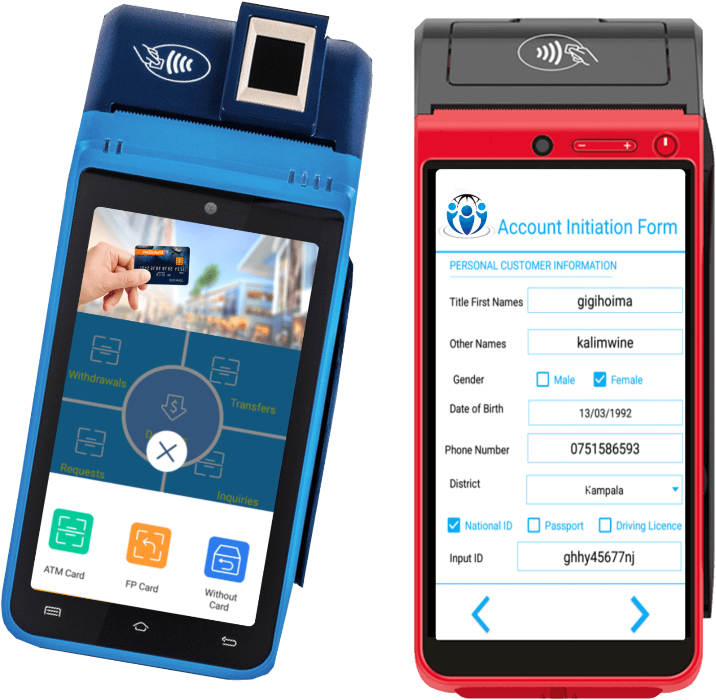 Withdrawals
Transfers
Requests
Inquiries
ATM Card
FP Card
Without
Card
Account Initiation Form
PERSONAL CUSTOMER INFORMATION
Title First Names gigihoima
Other Names kalimwine
Gender Male Female
Date of Birth 13/03/1992
Phone Number 0751586593
District Kampala
National ID Passport Driving Licence
Input ID ghhy45677nj